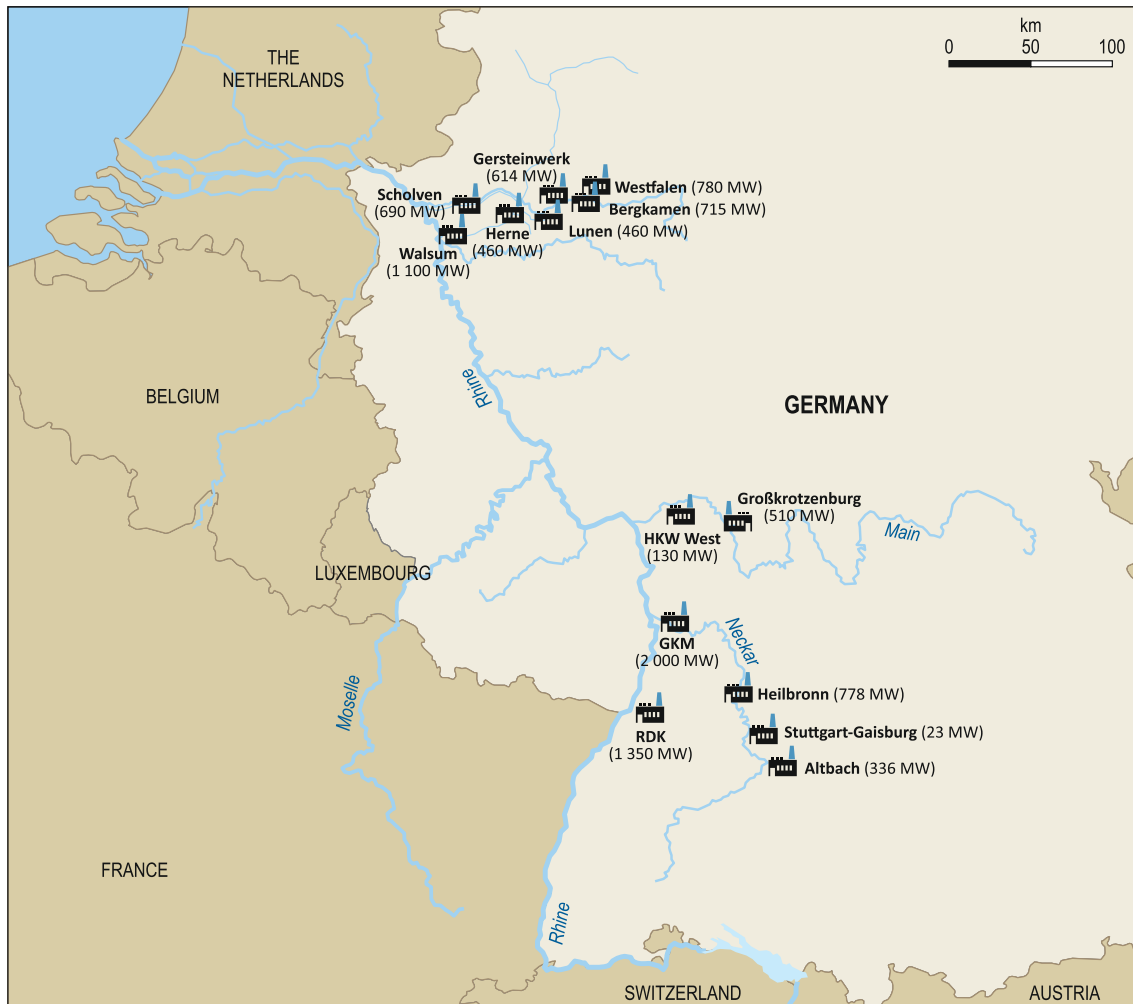 km
0 50 100
THE
NETHERLANDS
Gersteinwerk
(614 MW)
Westfalen (780 MW)
Scholven
(690 MW)
Bergkamen (715 MW)
Herne
(460 MW)
Lunen (460 MW)
Walsum
(1 100 MW)
Rhine
BELGIUM
GERMANY
Großkrotzenburg
(510 MW)
HKW West
(130 MW)
Main
LUXEMBOURG
GKM
(2 000 MW)
Neckar
Moselle
Heilbronn (778 MW)
RDK
(1 350 MW)
Stuttgart-Gaisburg (23 MW)
Altbach (336 MW)
FRANCE
Rhine
SWITZERLAND
AUSTRIA